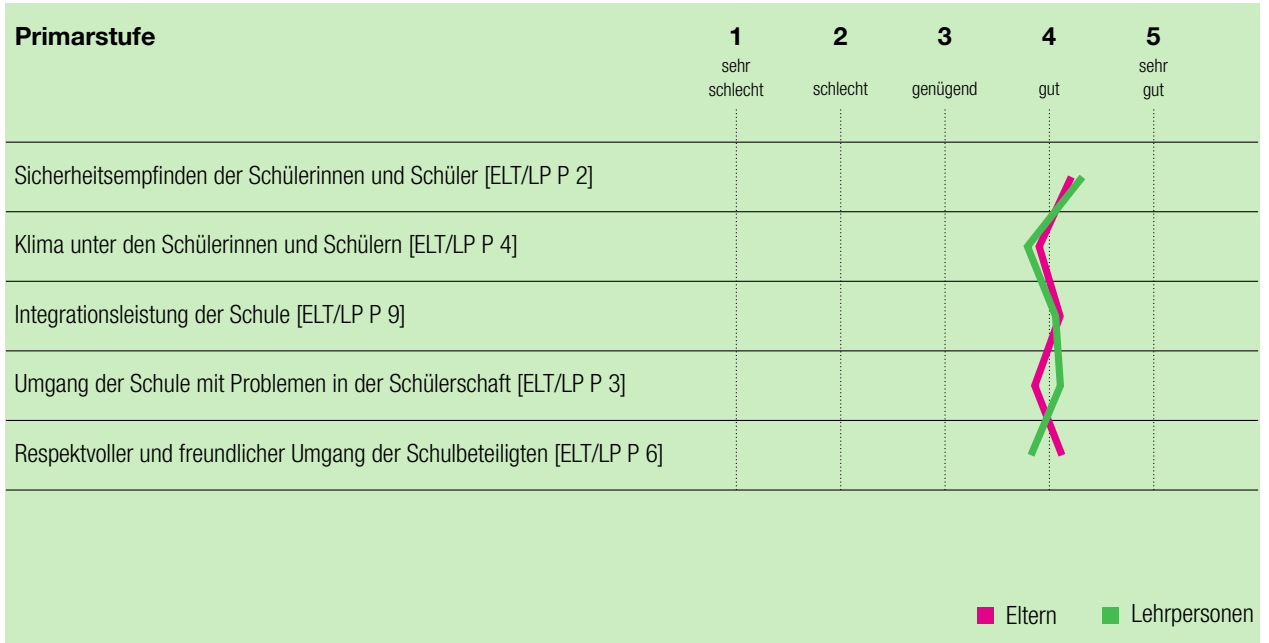 Primarstufe
1 2 3 4 5
sehr schlecht schlecht genügend gut sehr gut
Sicherheitsempfinden der Schülerinnen und Schüler [ELT/LP P 2]
Klima unter den Schülerinnen und Schülern [ELT/LP P 4]
Integrationsleistung der Schule [ELT/LP P 9]
Umgang der Schule mit Problemen in der Schülerschaft [ELT/LP P 3]
Respektvoller und freundlicher Umgang der Schulbeteiligten [ELT/LP P 6]
Eltern Lehrpersonen